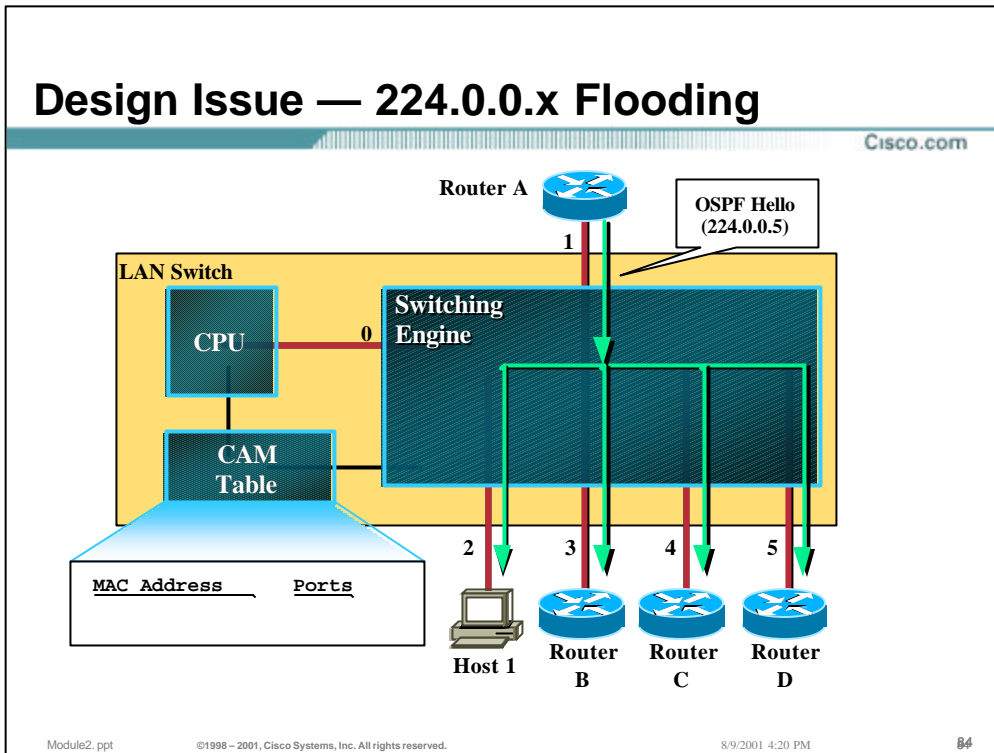 Design Issue — 224.0.0.x Flooding
Cisco.com
Router A
OSPF Hello
(224.0.0.5)
1
LAN Switch
Switching
Engine
CPU
0
CAM
Table
2
3
4
5
MAC Address Ports
Host 1
Router
B
Router
C
Router
D
Module2. ppt
©1998 – 2001, Cisco Systems, Inc. All rights reserved.
8/9/2001 4:20 PM
84